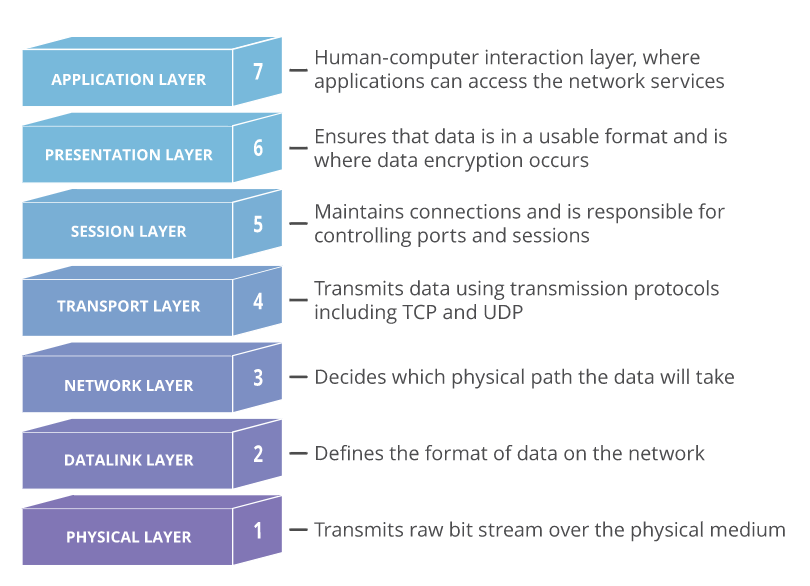 APPLICATION LAYER 7
Human-computer interaction layer, where
applications can access the network services
PRESENTATION LAYER 6
Ensures that data is in a usable format and is
where data encryption occurs
SESSION LAYER 5
Maintains connections and is responsible for
controlling ports and sessions
TRANSPORT LAYER 4
Transmits data using transmission protocols
including TCP and UDP
NETWORK LAYER 3
Decides which physical path the data will take
DATALINK LAYER 2
Defines the format of data on the network
PHYSICAL LAYER 1
Transmits raw bit stream over the physical medium